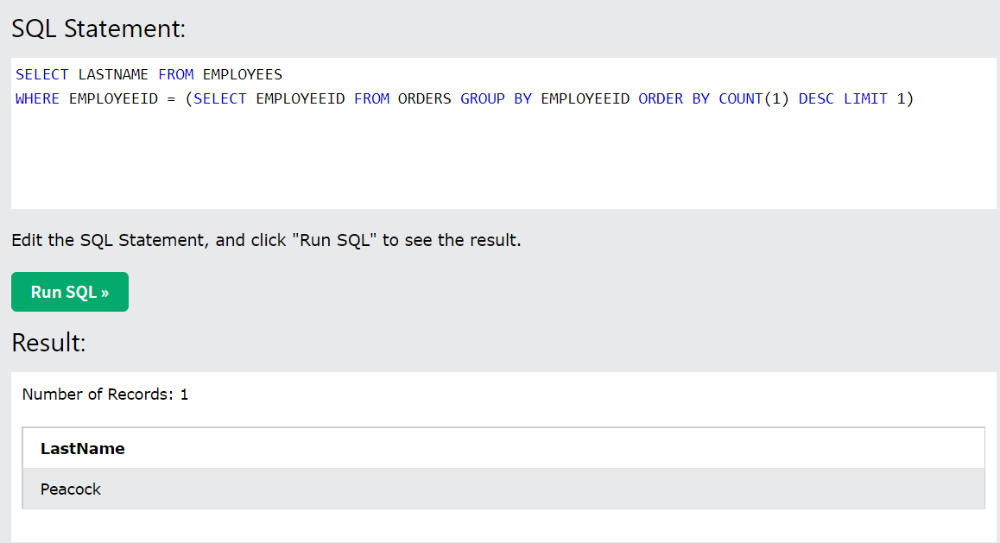 SQL Statement:
SELECT LASTNAME FROM EMPLOYEES
WHERE EMPLOYEEID = (SELECT EMPLOYEEID FROM ORDERS GROUP BY EMPLOYEEID ORDER BY COUNT(1) DESC LIMIT 1)
Edit the SQL Statement, and click "Run SQL" to see the result.
Run SQL »
Result:
Number of Records: 1
LastName
Peacock